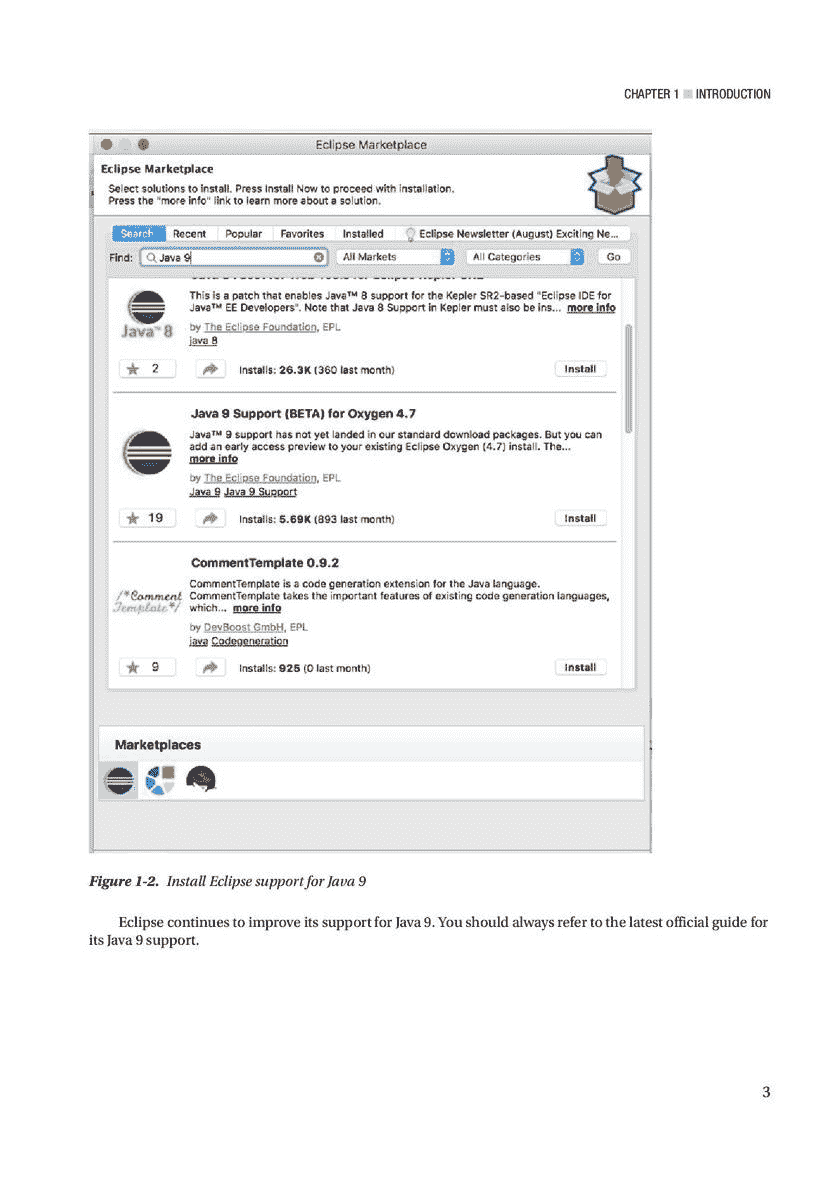 CHAPTER 1 ■ INTRODUCTION
Eclipse Marketplace
Eclipse Marketplace
Select solutions to install. Press Install Now to proceed with installation.
Press the "more info" link to learn more about a solution.
Search Recent Popular Favorites Installed Eclipse Newsletter (August) Exciting Ne...
Find: Java 9 All Markets All Categories Go
This is a patch that enables Java™ 8 support for the Kepler SR2-based "Eclipse IDE for
Java™ EE Developers". Note that Java 8 Support in Kepler must also be ins... more info
Java™ 8
by The Eclipse Foundation, EPL
java 8
2 Installs: 26.3K (360 last month) Install
Java 9 Support (BETA) for Oxygen 4.7
Java™ 9 support has not yet landed in our standard download packages. But you can
add an early access preview to your existing Eclipse Oxygen (4.7) install. The...
more info
by The Eclipse Foundation, EPL
Java 9 Java 9 Support
19 Installs: 5.69K (893 last month) Install
CommentTemplate 0.9.2
CommentTemplate is a code generation extension for the Java language.
/*Comment CommentTemplate takes the important features of existing code generation languages,
Template*/ which... more info
by DevBoost GmbH, EPL
java Codegeneration
9 Installs: 925 (0 last month) Install
Marketplaces
Figure 1-2. Install Eclipse support for Java 9
Eclipse continues to improve its support for Java 9. You should always refer to the latest official guide for
its Java 9 support.
3